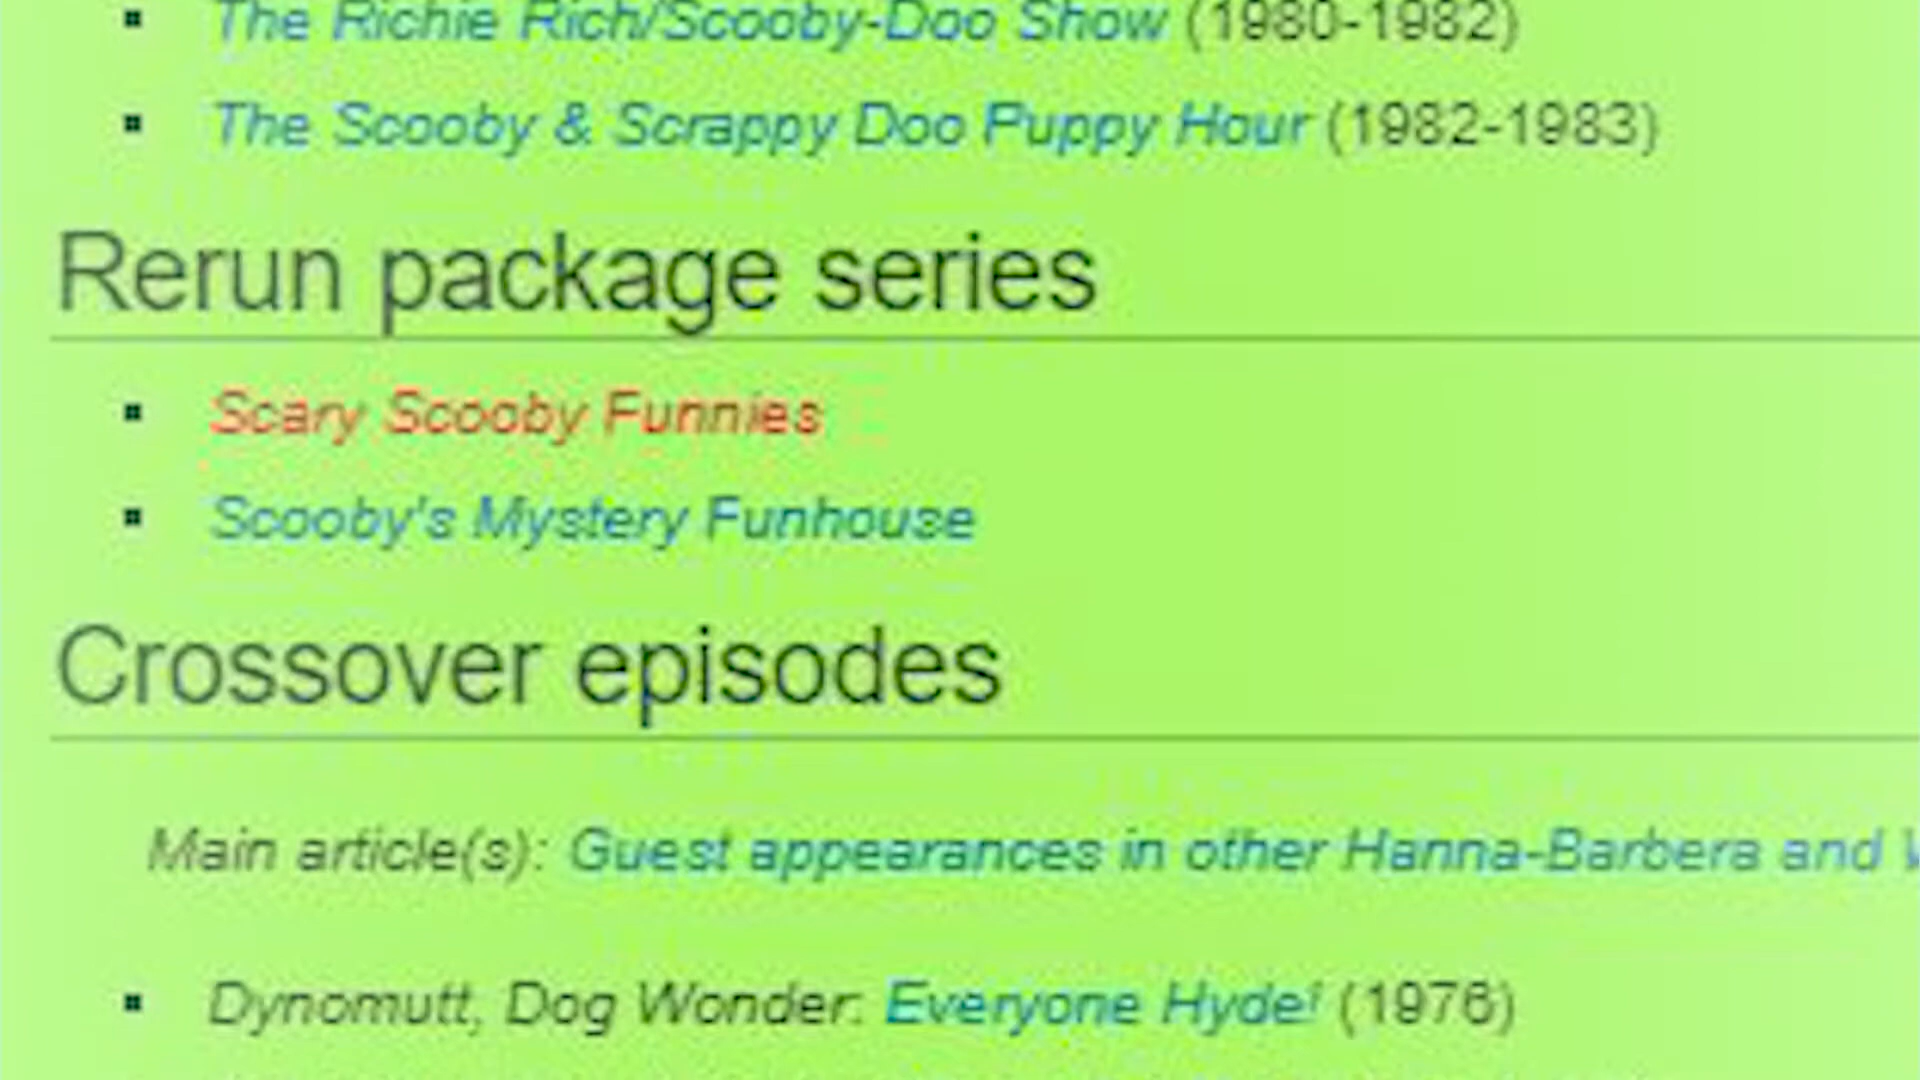 The Richie Rich/Scooby-Doo Show (1980-1982)
The Scooby & Scrappy Doo Puppy Hour (1982-1983)
Rerun package series
Scary Scooby Funnies
Scooby's Mystery Funhouse
Crossover episodes
Main article(s): Guest appearances in other Hanna-Barbera and
Dynomutt, Dog Wonder: Everyone Hyde! (1976)